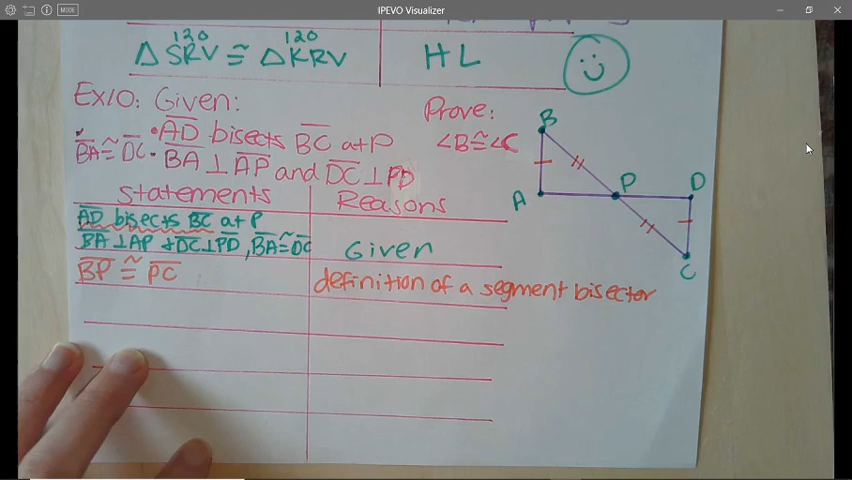 IPEVO Visualizer
MODE
120 120
△SRV ≅ △KRV HL
EX10: Given:
Prove:
• AD bisects BC at P
∠B≅∠C
BA≅DC • BA ⊥ AP and DC ⊥ PD
Statements Reasons
AD bisects BC at P
BA ⊥ AP + DC ⊥ PD, BA≅DC Given
BP ≅ PC definition of a segment bisector
B
A
P
D
C